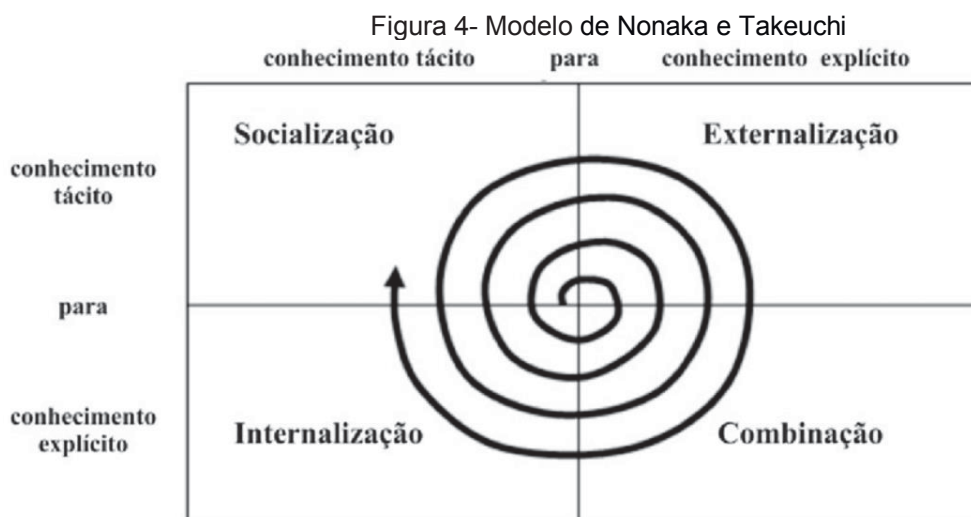 Figura 4- Modelo de Nonaka e Takeuchi
conhecimento tácito para conhecimento explícito
Socialização Externalização
conhecimento
tácito
para
conhecimento
explícito
Internalização Combinação